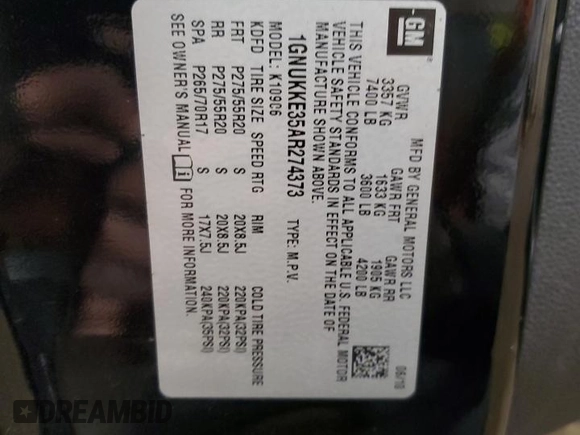 GM
MFD BY GENERAL MOTORS LLC
08/10
GVWR GAWR FRT GAWR RR
3357 KG 1633 KG 1905 KG
7400 LB 3600 LB 4200 LB
THIS VEHICLE CONFORMS TO ALL APPLICABLE U.S. FEDERAL MOTOR
VEHICLE SAFETY STANDARDS IN EFFECT ON THE DATE OF
MANUFACTURE SHOWN ABOVE.
1GNUKKE35AR274373 TYPE: M.P.V.
MODEL: K10906
KDFD TIRE SIZE SPEED RTG RIM COLD TIRE PRESSURE
FRT P275/55R20 S 20X8.5J 220KPA(32PSI)
RR P275/55R20 S 20X8.5J 220KPA(32PSI)
SPA P265/70R17 S 17X7.5J 240KPA(35PSI)
SEE OWNER'S MANUAL i FOR MORE INFORMATION.
DREAMBID